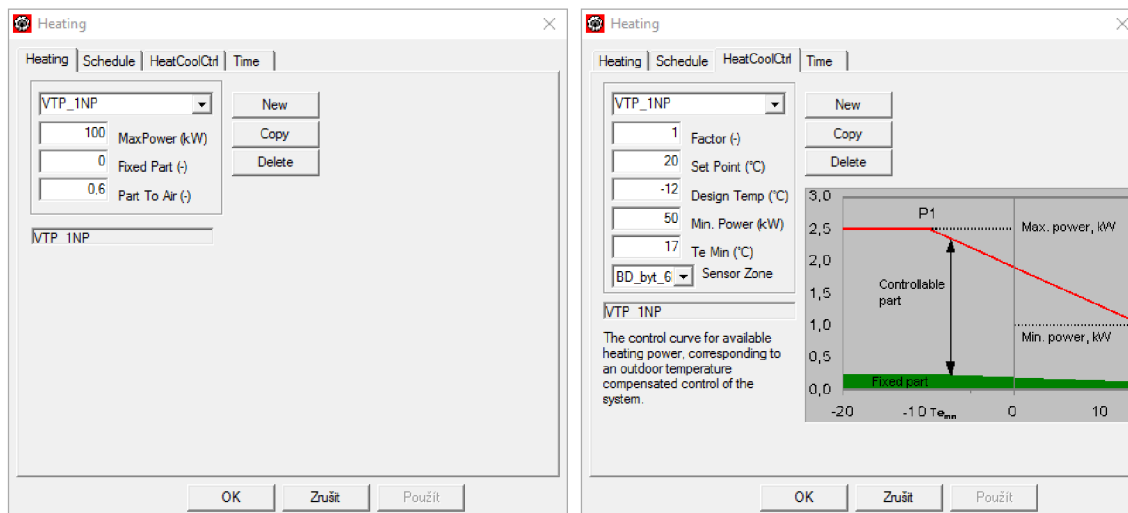 Heating
Heating Schedule HeatCoolCtrl Time
VTP_1NP New
100 MaxPower (kW) Copy
0 Fixed Part (-) Delete
0,6 Part To Air (-)
VTP_1NP
OK Zrušit Použít
Heating
Heating Schedule HeatCoolCtrl Time
VTP_1NP New
1 Factor (-) Copy
20 Set Point (°C) Delete
-12 Design Temp (°C)
50 Min. Power (kW)
17 Te Min (°C)
BD_byt_6 Sensor Zone
VTP_1NP
The control curve for available
heating power, corresponding to
an outdoor temperature
compensated control of the
system.
3,0
P1
2,5 Max. power, kW
2,0
Controllable
part
1,5
1,0
Min. power, kW
0,5
Fixed part
0,0
-20 -10 Te 0 10
OK Zrušit Použít